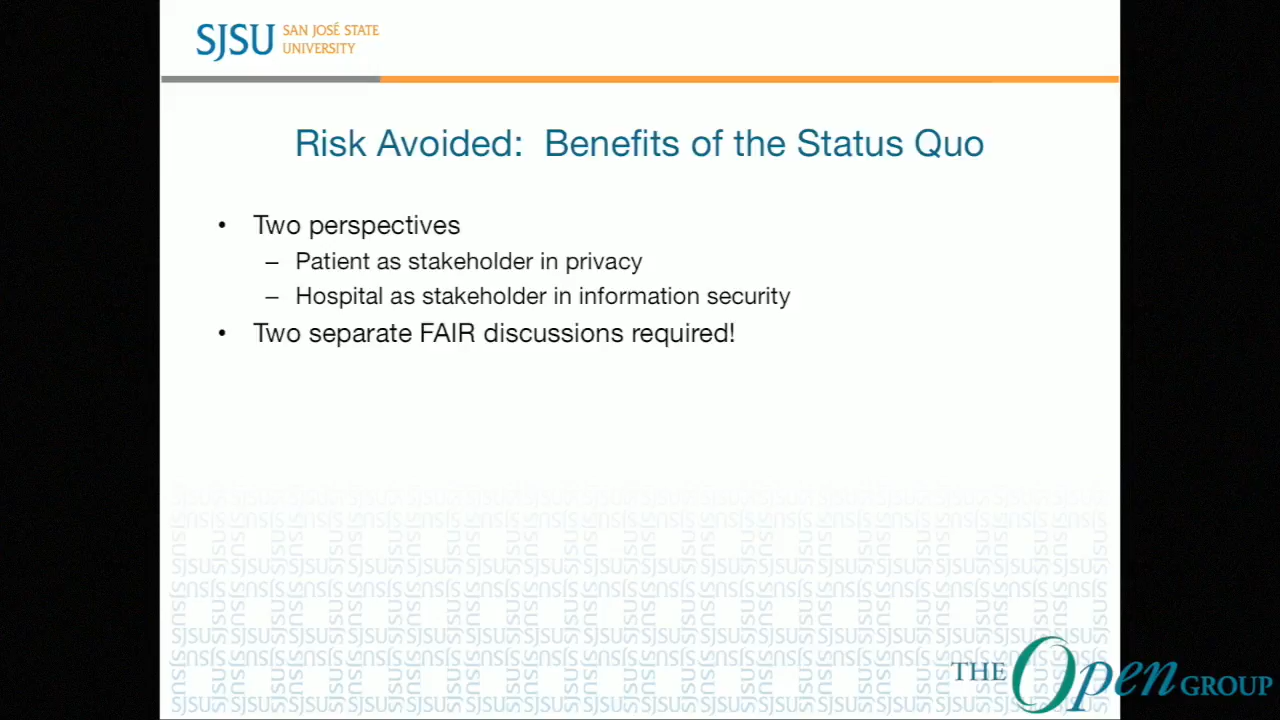 SJSU SAN JOSÉ STATE
UNIVERSITY
Risk Avoided: Benefits of the Status Quo
• Two perspectives
– Patient as stakeholder in privacy
– Hospital as stakeholder in information security
• Two separate FAIR discussions required!
THE Open GROUP